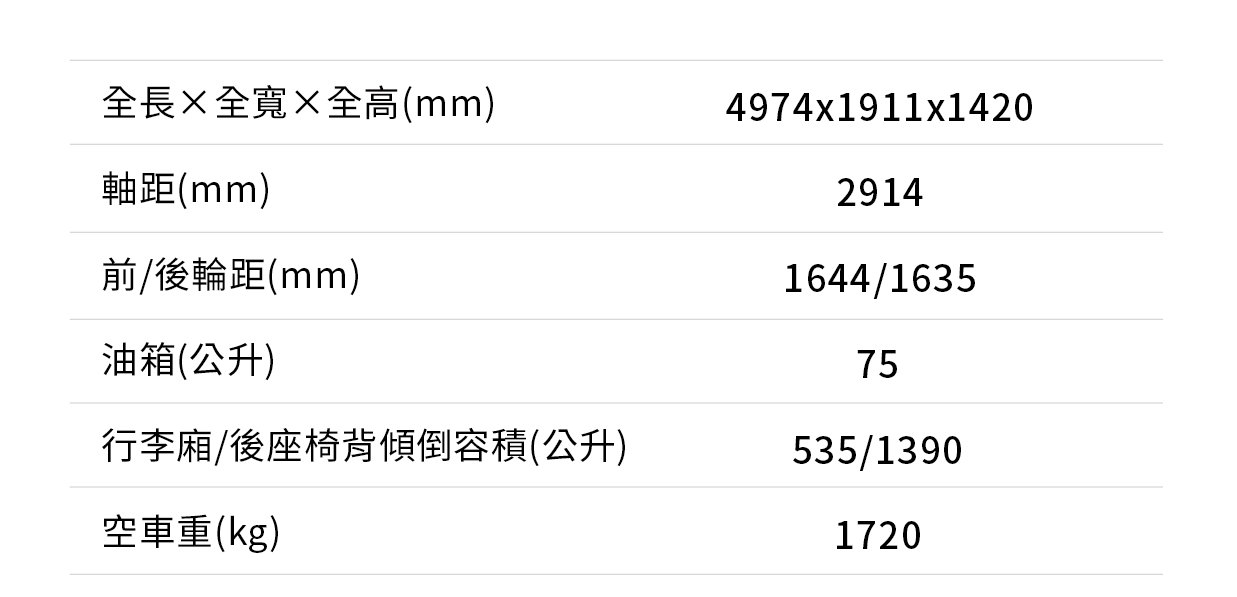 全長×全寬×全高(mm) 4974x1911x1420
軸距(mm) 2914
前/後輪距(mm) 1644/1635
油箱(公升) 75
行李廂/後座椅背傾倒容積(公升) 535/1390
空車重(kg) 1720